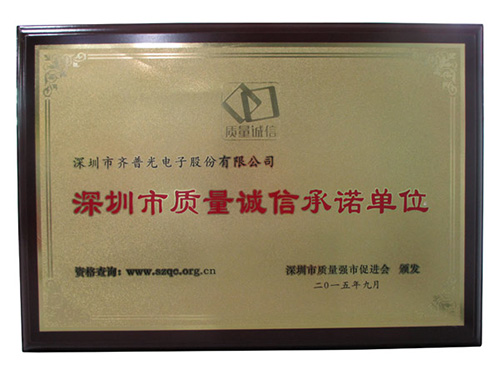 质量诚信
深圳市齐普光电子股份有限公司
深圳市质量诚信承诺单位
资格查询：www.azqc.org.cn
深圳市质量强市促进会 颁发
二〇一五年九月